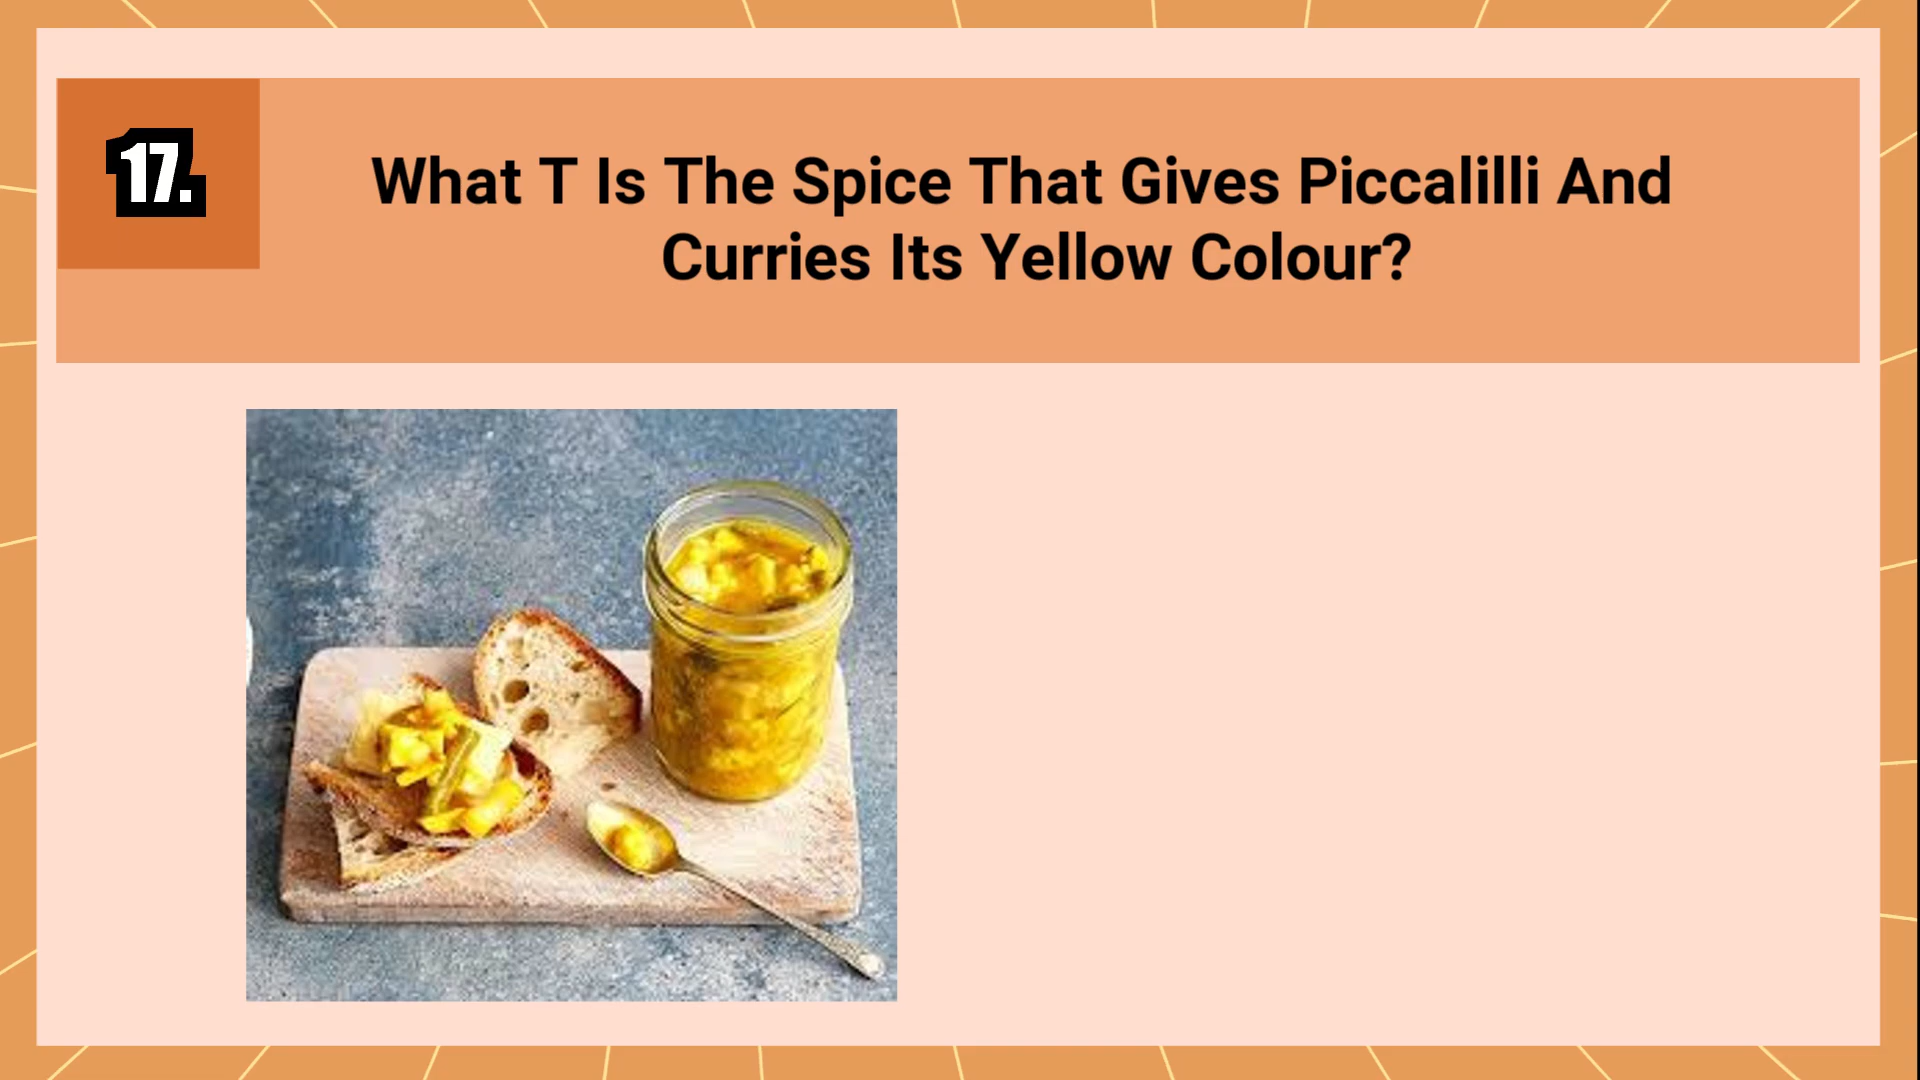 17.
What T Is The Spice That Gives Piccalilli And
Curries Its Yellow Colour?